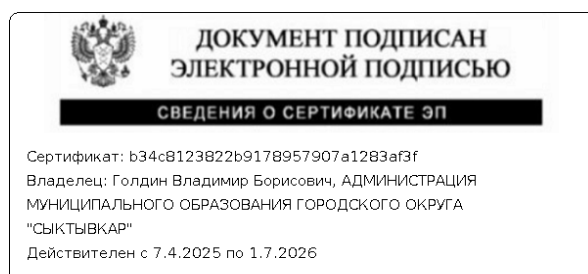 ДОКУМЕНТ ПОДПИСАН
ЭЛЕКТРОННОЙ ПОДПИСЬЮ
СВЕДЕНИЯ О СЕРТИФИКАТЕ ЭП
Сертификат: b34c8123822b9178957907a1283af3f
Владелец: Голдин Владимир Борисович, АДМИНИСТРАЦИЯ
МУНИЦИПАЛЬНОГО ОБРАЗОВАНИЯ ГОРОДСКОГО ОКРУГА
"СЫКТЫВКАР"
Действителен с 7.4.2025 по 1.7.2026